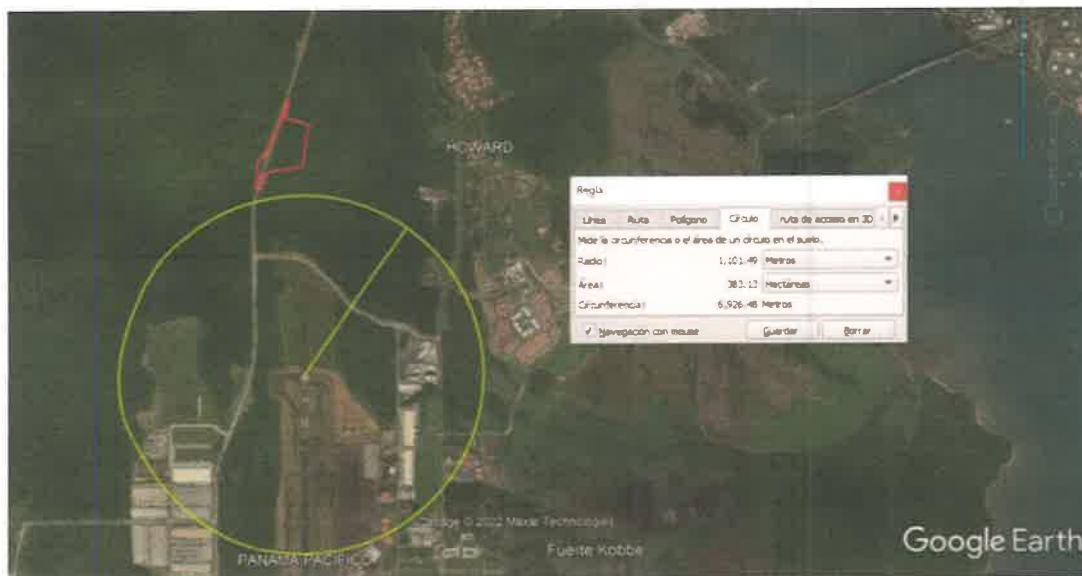 HOWARD
Regla
Línea Ruta Polígono Círculo ruta de acceso en 3D
Mide la circunferencia o el área de un círculo en el suelo.
Radio: 1,101.49 Metros
Área: 383.12 Hectáreas
Circunferencia: 6,926.48 Metros
Navegación con mouse Guardar Borrar
Image © 2022 Maxar Technologies
PANAMA PACIFICO
Fuerte Kobbe
Google Earth